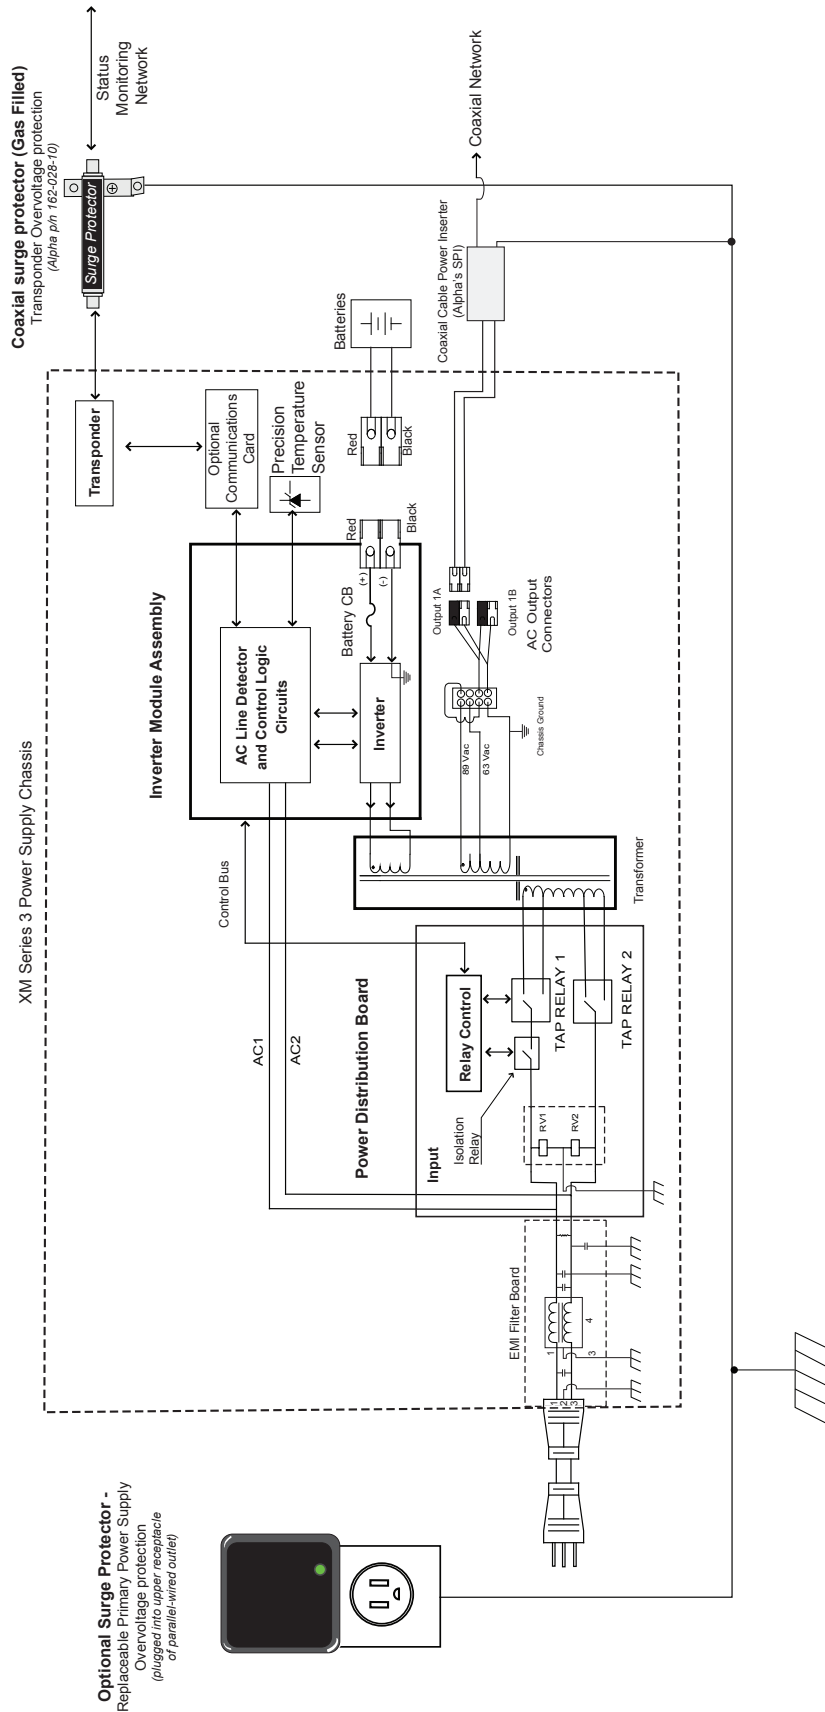 Optional Surge Protector -
Replaceable Primary Power Supply
Overvoltage protection
(plugged into upper receptacle
of parallel-wired outlet)
XM Series 3 Power Supply Chassis
Coaxial surge protector (Gas Filled)
Transponder Overvoltage protection
(Alpha p/n 162-028-10)
Surge Protector
Status
Monitoring
Network
Transponder
Optional
Communications
Card
Precision
Temperature
Sensor
Inverter Module Assembly
AC Line Detector
and Control Logic
Circuits
Battery CB
(+)
(-)
Red
Black
Red
Black
Batteries
Inverter
Control Bus
AC1
AC2
Power Distribution Board
Relay Control
Input
Isolation
Relay
TAP RELAY 1
TAP RELAY 2
RV1
RV2
Transformer
89 Vac
63 Vac
Chassis Ground
Output 1A
Output 1B
AC Output
Connectors
Coaxial Cable Power Inserter
(Alpha's SPI)
Coaxial Network
EMI Filter Board
1
3
4
1
2
3